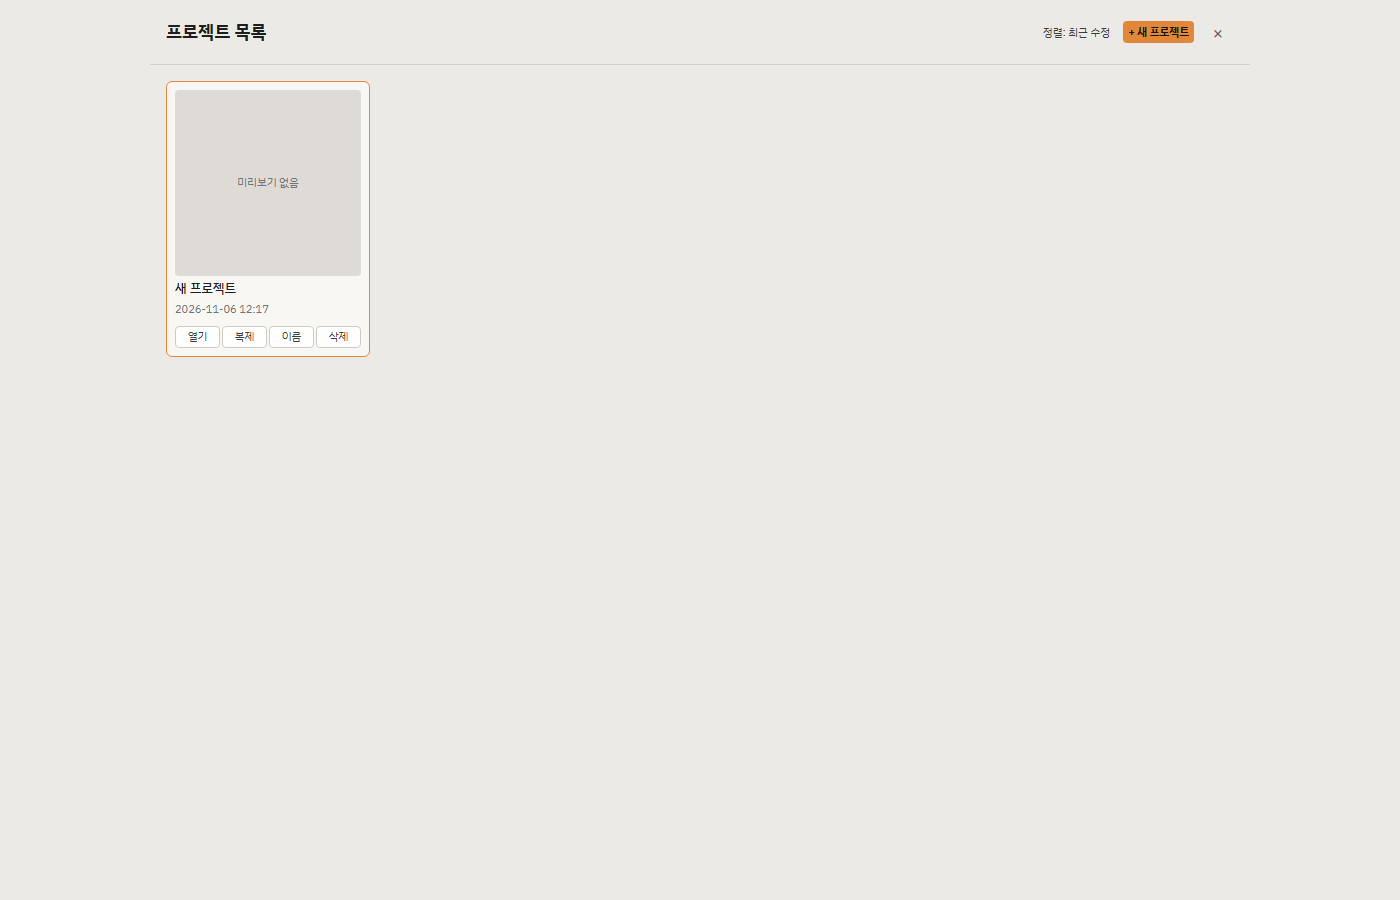 프로젝트 목록
정렬: 최근 수정
+ 새 프로젝트
×
미리보기 없음
새 프로젝트
2026-11-06 12:17
열기 복제 이름 삭제